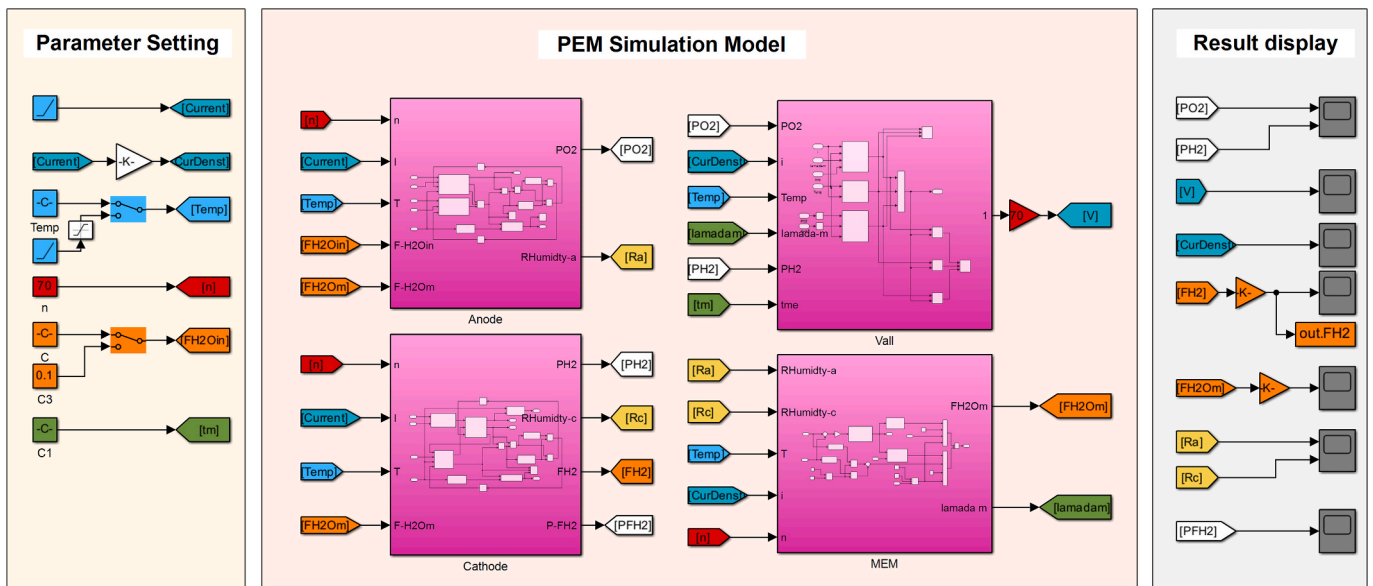 Parameter Setting
[Current]
[Current]
-K-
CurDenst
-C-
[Temp]
Temp
70
[n]
n
-C-
[FH2Oin]
C
0.1
C3
-C-
[tm]
C1
PEM Simulation Model
[n]
n
[Current]
I
PO2
[PO2]
[Temp]
T
[FH2Oin]
F-H2Oin
RHumidty-a
[Ra]
[FH2Om]
F-H2Om
Anode
[n]
n
PH2
[PH2]
[Current]
I
RHumidty-c
[Rc]
[Temp]
T
FH2
[FH2]
[FH2Om]
F-H2Om
P-FH2
[PFH2]
Cathode
[PO2]
PO2
[CurDenst
i
[Temp]
Temp
[lamadam]
lamada-m
1
70
[V]
[PH2]
PH2
[tm]
tme
Vall
[Ra]
RHumidty-a
FH2Om
[FH2Om]
[Rc]
RHumidty-c
[Temp]
T
[CurDenst
i
lamada m
[lamadam]
[n]
n
MEM
Result display
[PO2]
[PH2]
[V]
[CurDenst
[FH2]
-K-
out.FH2
[FH2Om]
-K-
[Ra]
[Rc]
[PFH2]